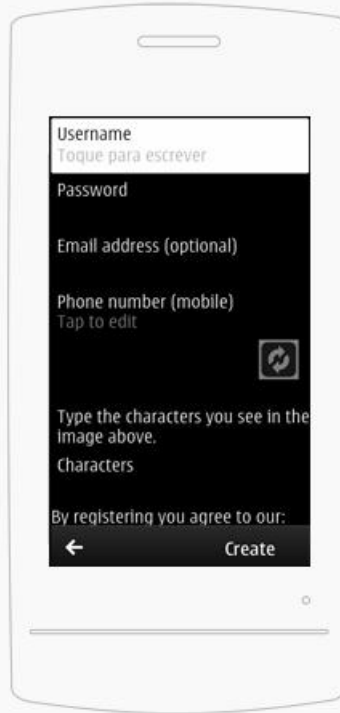 Username
Toque para escrever
Password
Email address (optional)
Phone number (mobile)
Tap to edit
Type the characters you see in the
image above.
Characters
By registering you agree to our:
Create